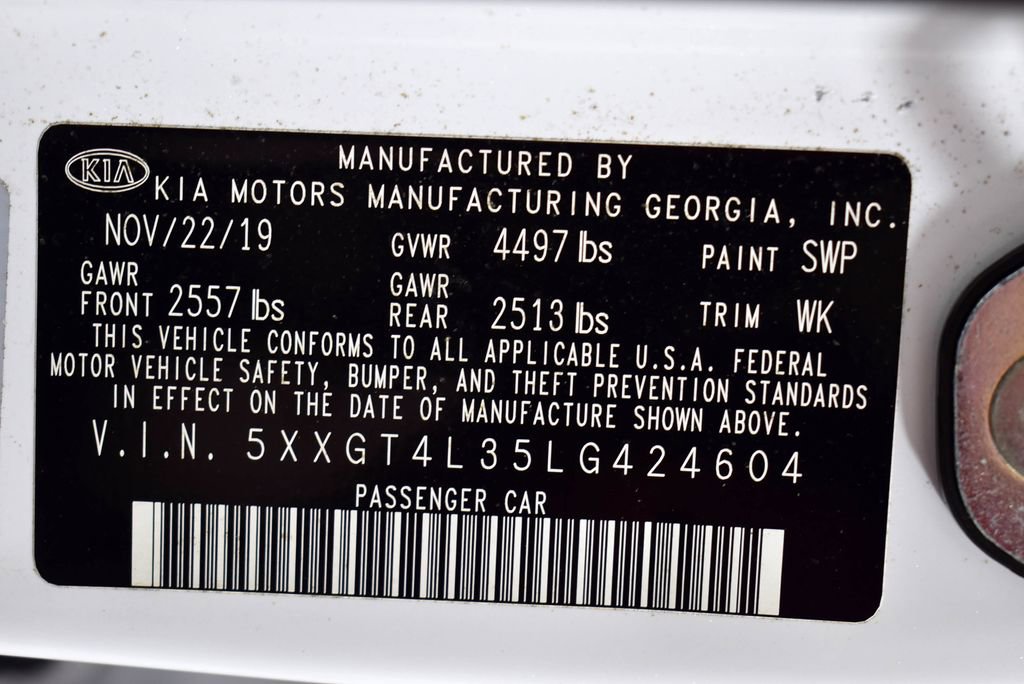 KIA
MANUFACTURED BY
KIA MOTORS MANUFACTURING GEORGIA, INC.
NOV/22/19 GVWR 4497 lbs PAINT SWP
GAWR FRONT 2557 lbs GAWR REAR 2513 lbs TRIM WK
THIS VEHICLE CONFORMS TO ALL APPLICABLE U.S.A. FEDERAL
MOTOR VEHICLE SAFETY, BUMPER, AND THEFT PREVENTION STANDARDS
IN EFFECT ON THE DATE OF MANUFACTURE SHOWN ABOVE.
V.I.N. 5XXGT4L35LG424604
PASSENGER CAR